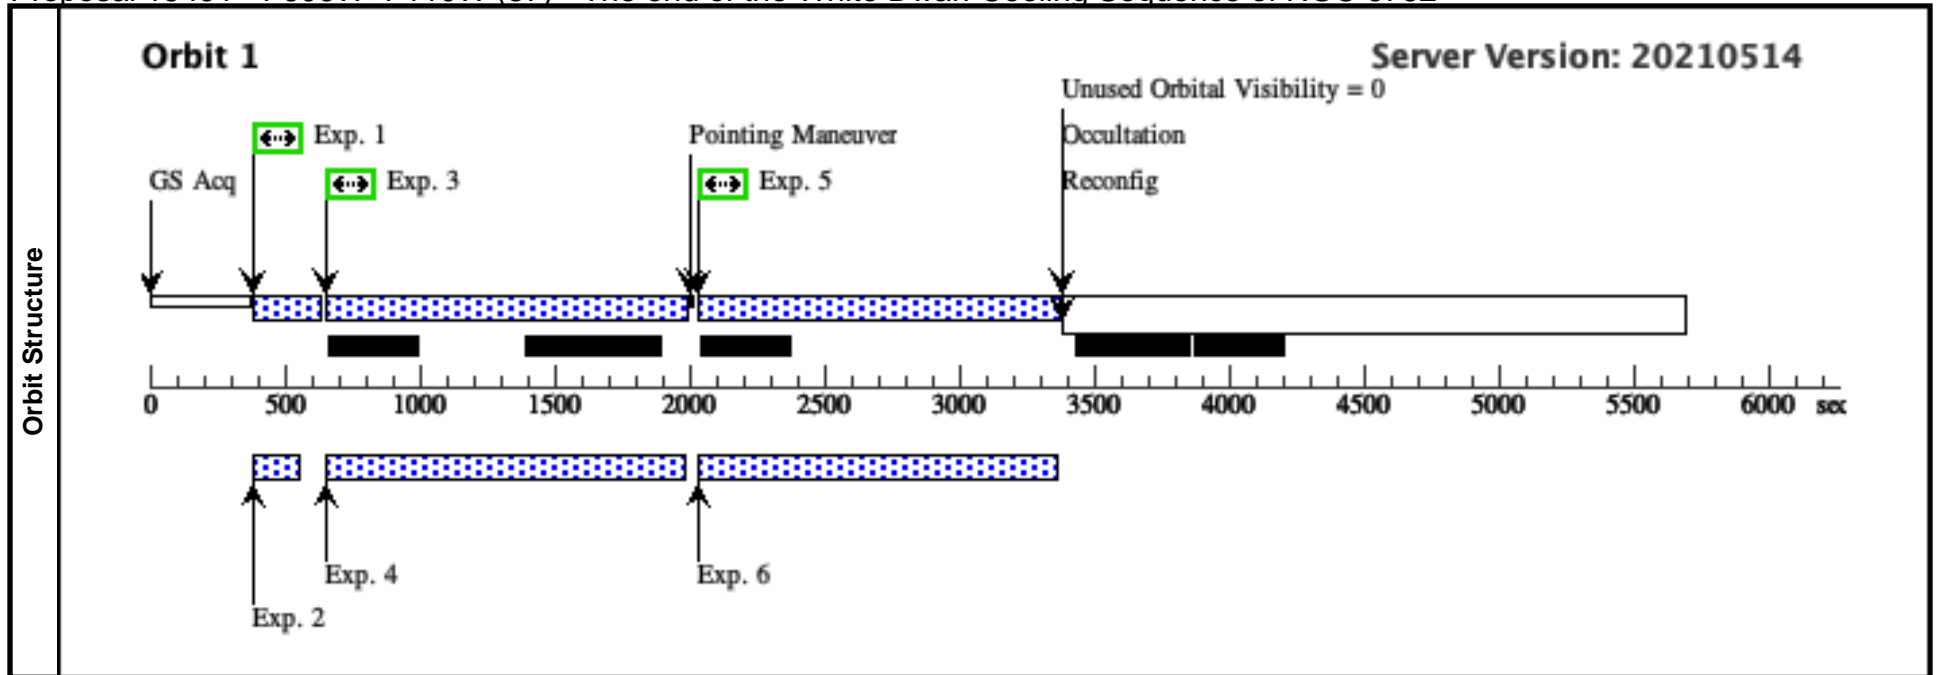 Orbit Structure
Orbit 1
Server Version: 20210514
Unused Orbital Visibility = 0
Exp. 1
Pointing Maneuver
Occultation
GS Acq
Exp. 3
Exp. 5
Reconfig
0 500 1000 1500 2000 2500 3000 3500 4000 4500 5000 5500 6000 sec
Exp. 4
Exp. 6
Exp. 2